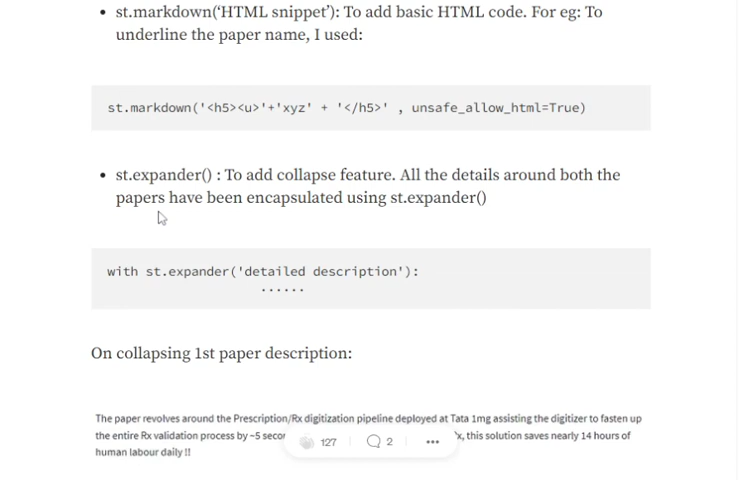 • st.markdown(‘HTML snippet’): To add basic HTML code. For eg: To
underline the paper name, I used:
st.markdown('<h5><u>'+'xyz' + '</h5>' , unsafe_allow_html=True)
• st.expander() : To add collapse feature. All the details around both the
papers have been encapsulated using st.expander()
with st.expander('detailed description'):
......
On collapsing 1st paper description:
The paper revolves around the Prescription/Rx digitization pipeline deployed at Tata 1mg assisting the digitizer to fasten up
the entire Rx validation process by ~5 this solution saves nearly 14 hours of
human labour daily !!
127 2